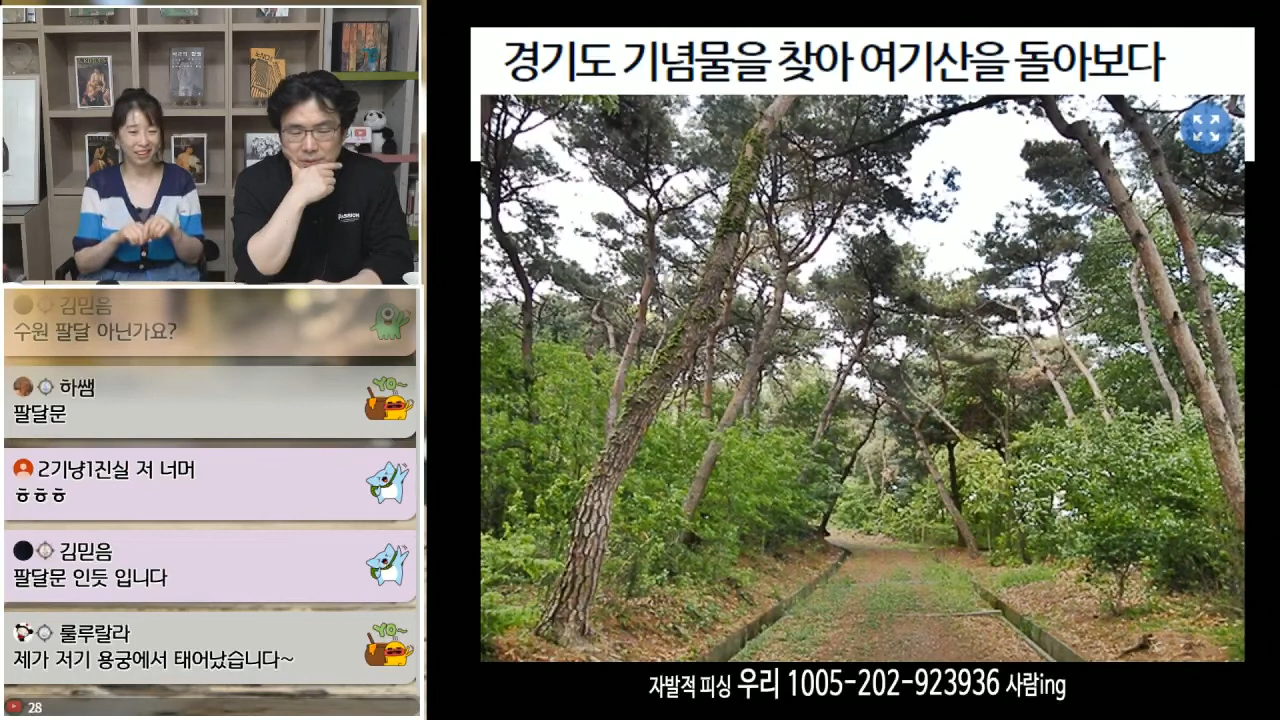 경기도 기념물을 찾아 여기산을 돌아보다
김믿음
수원 팔달 아닌가요?
하쌤
팔달문
2기냥1진실 저 너머
ㅎㅎㅎ
김믿음
팔달문 인듯 입니다
룰루랄라
제가 저기 용궁에서 태어났습니다~
28
자발적 피싱 우리 1005-202-923936 사람ing
YO~
YO~
FASHION